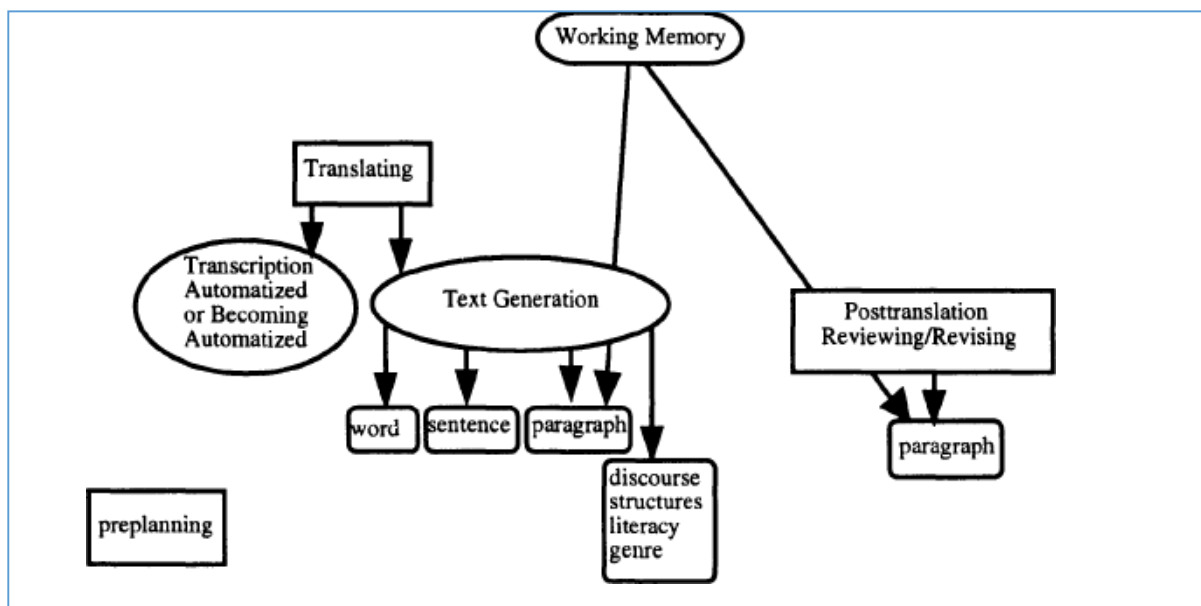 Working Memory
Translating
Transcription
Automatized
or Becoming
Automatized
Text Generation
Posttranslation
Reviewing/Revising
word
sentence
paragraph
paragraph
discourse
structures
literacy
genre
preplanning